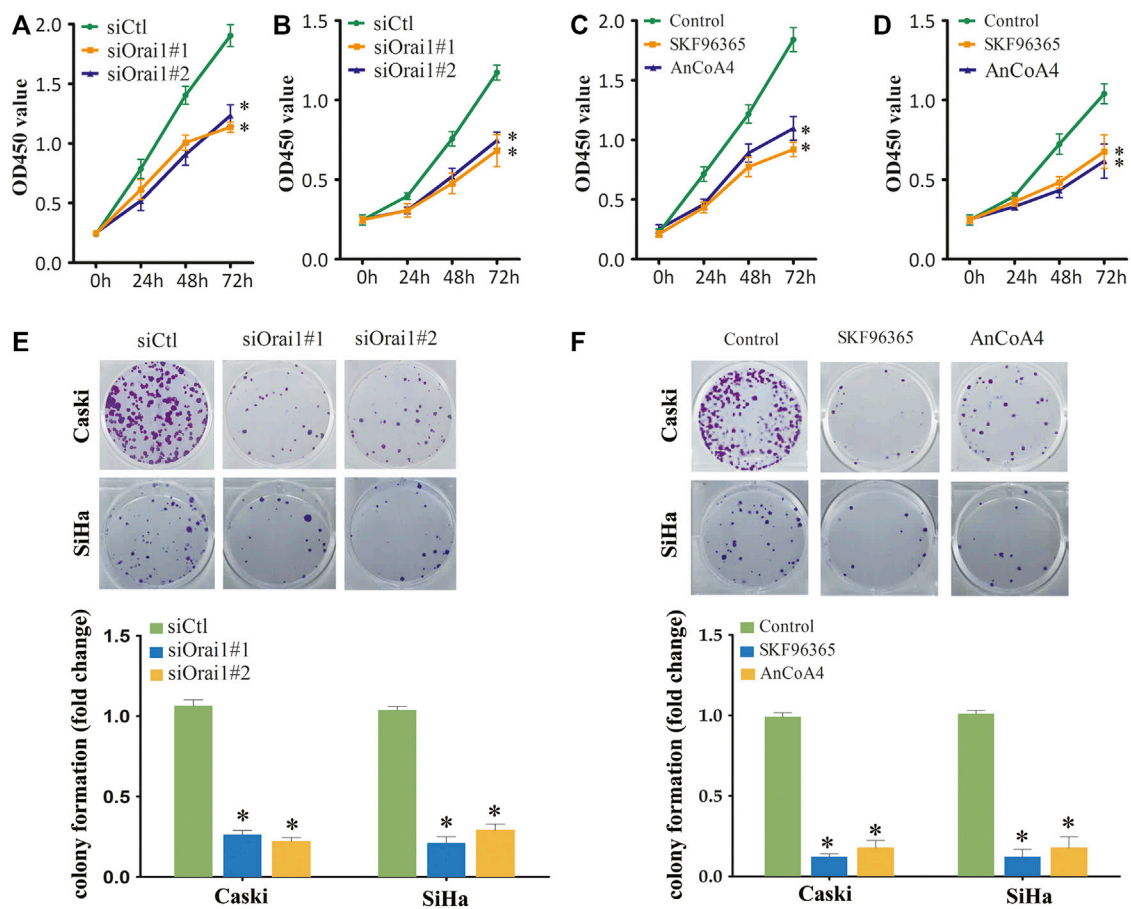 A
siCtl
siOrai1#1
siOrai1#2
OD450 value
2.0
1.5
1.0
0.5
0.0
0h 24h 48h 72h
*
*
B
siCtl
siOrai1#1
siOrai1#2
OD450 value
1.5
1.0
0.5
0.0
0h 24h 48h 72h
*
*
C
Control
SKF96365
AnCoA4
OD450 value
2.0
1.5
1.0
0.5
0.0
0h 24h 48h 72h
*
*
D
Control
SKF96365
AnCoA4
OD450 value
1.5
1.0
0.5
0.0
0h 24h 48h 72h
*
*
E
siCtl siOrai1#1 siOrai1#2
Caski
SiHa
siCtl
siOrai1#1
siOrai1#2
colony formation (fold change)
1.5
1.0
0.5
0.0
* *
* *
Caski SiHa
F
Control SKF96365 AnCoA4
Caski
SiHa
Control
SKF96365
AnCoA4
colony formation (fold change)
1.5
1.0
0.5
0.0
* *
* *
Caski SiHa